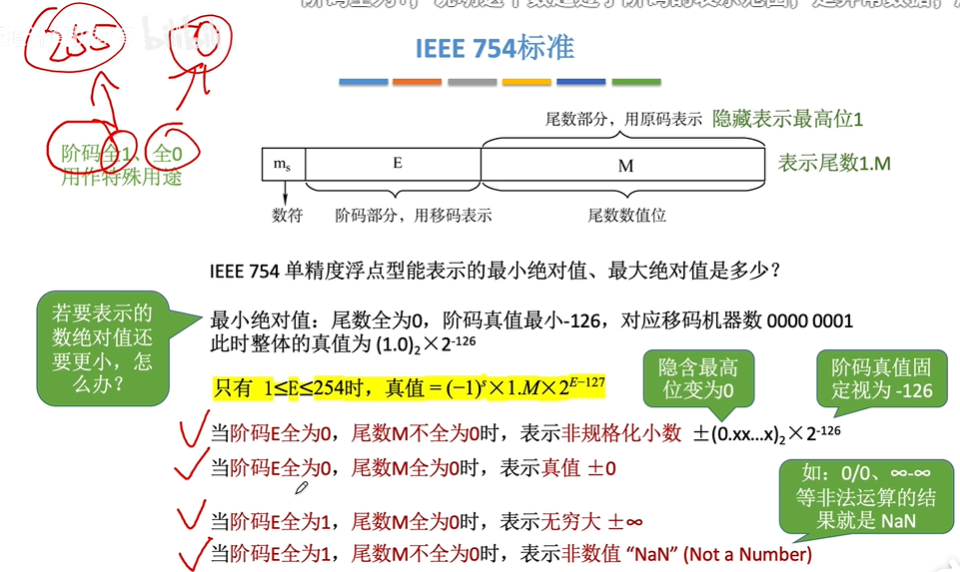 IEEE 754标准
255
0
阶码全1、全0
用作特殊用途
尾数部分，用原码表示 隐藏表示最高位1
mₛ E M 表示尾数1.M
数符 阶码部分，用移码表示 尾数数值位
IEEE 754 单精度浮点型能表示的最小绝对值、最大绝对值是多少？
若要表示的
数绝对值还
要更小，怎
么办？
最小绝对值：尾数全为0，阶码真值最小-126，对应移码机器数 0000 0001
此时整体的真值为 (1.0)₂×2⁻¹²⁶
只有 1≤E≤254时，真值 = (−1)ˢ×1.M×2ᴱ⁻¹²⁷
隐含最高
位变为0
阶码真值固
定视为 -126
当阶码E全为0，尾数M不全为0时，表示非规格化小数 ±(0.xx...x)₂×2⁻¹²⁶
当阶码E全为0，尾数M全为0时，表示真值 ±0
如：0/0、∞-∞
等非法运算的结
果就是 NaN
当阶码E全为1，尾数M全为0时，表示无穷大 ±∞
当阶码E全为1，尾数M不全为0时，表示非数值 “NaN” (Not a Number)